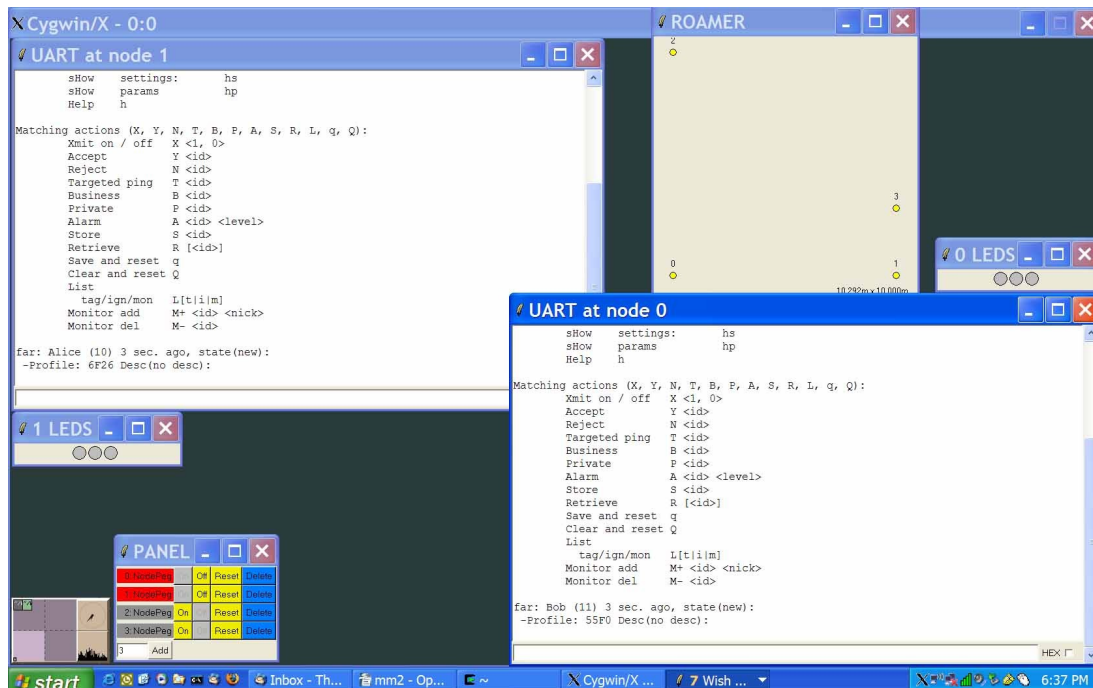 Cygwin/X - 0:0
UART at node 1
sHow settings: hs
sHow params hp
Help h
Matching actions (X, Y, N, T, B, P, A, S, R, L, q, Q):
Xmit on / off X <1, 0>
Accept Y <id>
Reject N <id>
Targeted ping T <id>
Business B <id>
Private P <id>
Alarm A <id> <level>
Store S <id>
Retrieve R [<id>]
Save and reset q
Clear and reset Q
List
tag/ign/mon L[t|i|m]
Monitor add M+ <id> <nick>
Monitor del M- <id>
far: Alice (10) 3 sec. ago, state(new):
-Profile: 6F26 Desc(no desc):
ROAMER
2
3
0
1
10.292m x 10.000m
0 LEDS
UART at node 0
sHow settings: hs
sHow params hp
Help h
Matching actions (X, Y, N, T, B, P, A, S, R, L, q, Q):
Xmit on / off X <1, 0>
Accept Y <id>
Reject N <id>
Targeted ping T <id>
Business B <id>
Private P <id>
Alarm A <id> <level>
Store S <id>
Retrieve R [<id>]
Save and reset q
Clear and reset Q
List
tag/ign/mon L[t|i|m]
Monitor add M+ <id> <nick>
Monitor del M- <id>
far: Bob (11) 3 sec. ago, state(new):
-Profile: 55F0 Desc(no desc):
HEX
1 LEDS
PANEL
0: NodePeg On Off Reset Delete
1: NodePeg On Off Reset Delete
2: NodePeg On Off Reset Delete
3: NodePeg On Off Reset Delete
3 Add
start
Inbox - Th...
mm2 - Op...
~
Cygwin/X ...
7 Wish ...
6:37 PM